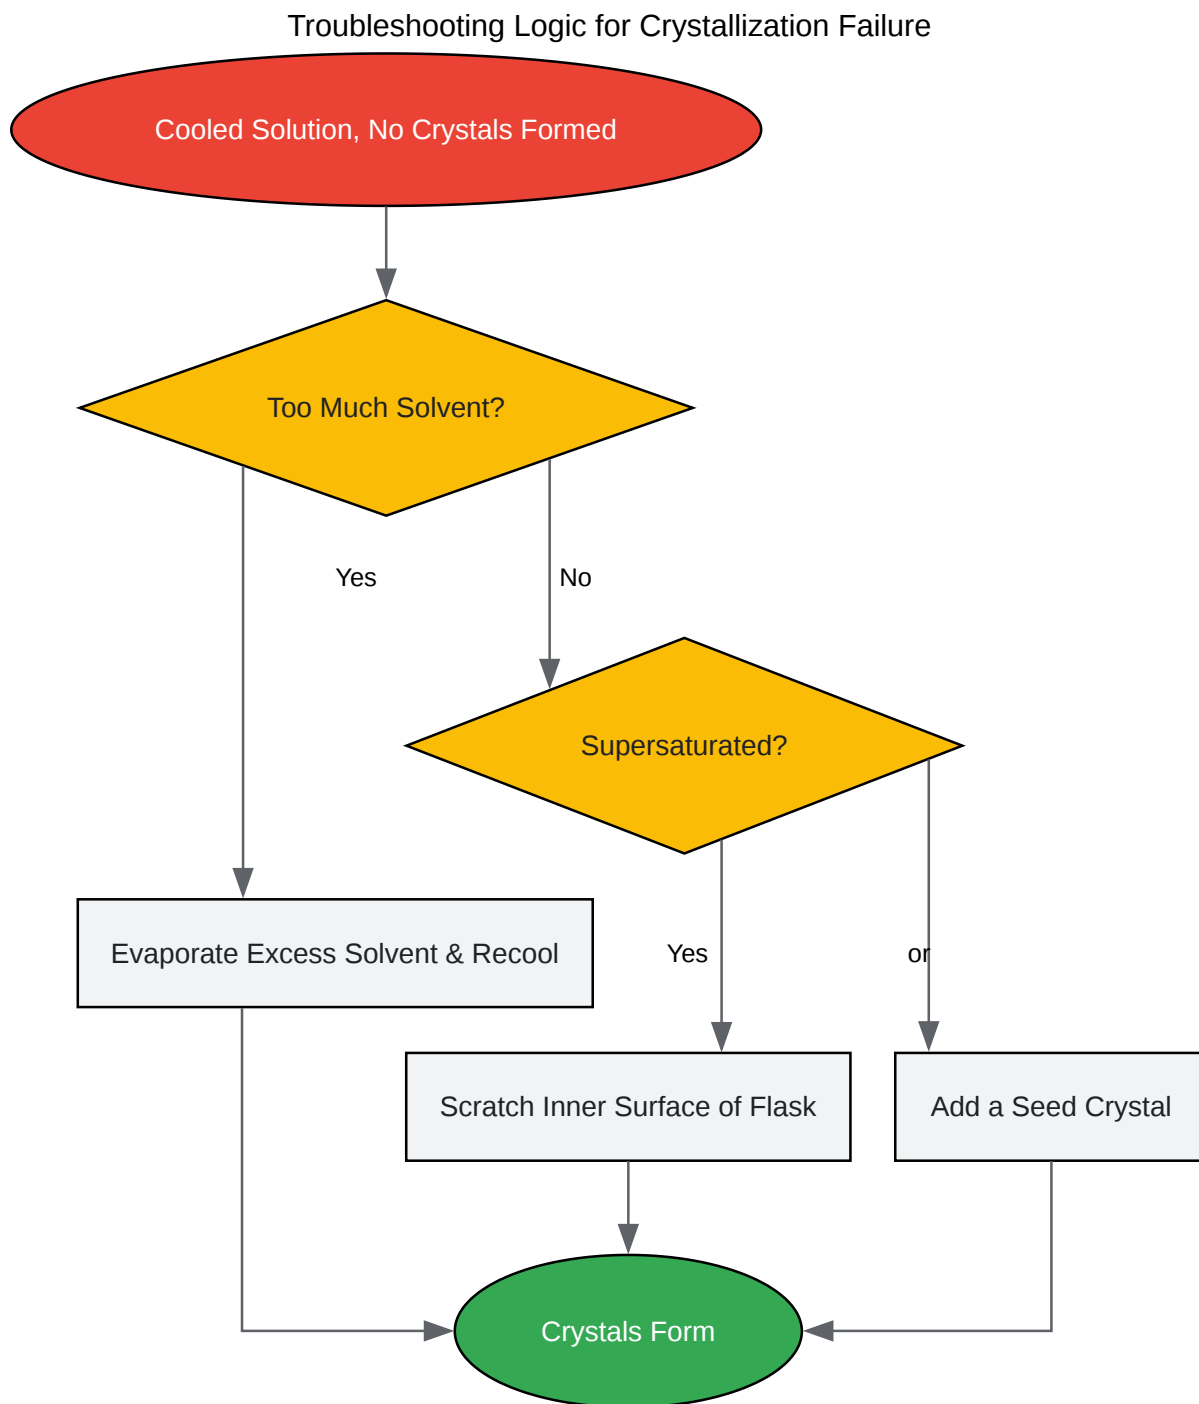 Troubleshooting Logic for Crystallization Failure
Cooled Solution, No Crystals Formed
Too Much Solvent?
Yes
No
Supersaturated?
Evaporate Excess Solvent & Recool
Yes
or
Scratch Inner Surface of Flask
Add a Seed Crystal
Crystals Form